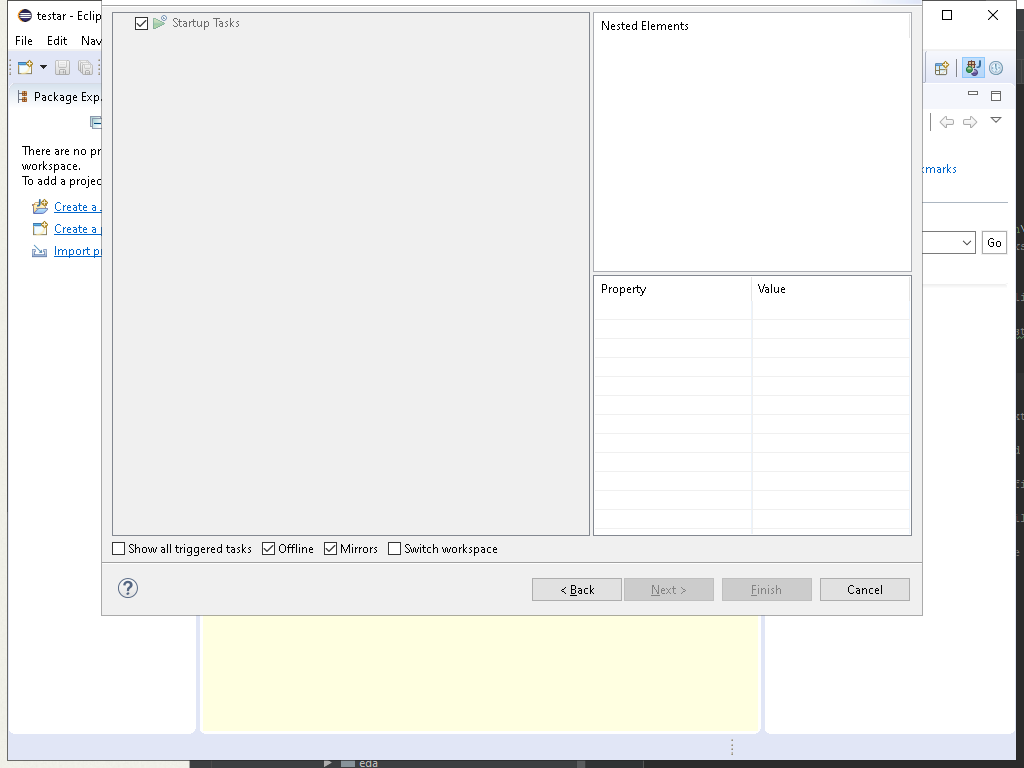 testar - Eclip
File Edit Nav
Package Exp
There are no pr
workspace.
To add a projec
Create a
Create a
Import p
Startup Tasks
Nested Elements
Property Value
Show all triggered tasks Offline Mirrors Switch workspace
? < Back Next > Finish Cancel
kmarks
Go
eda